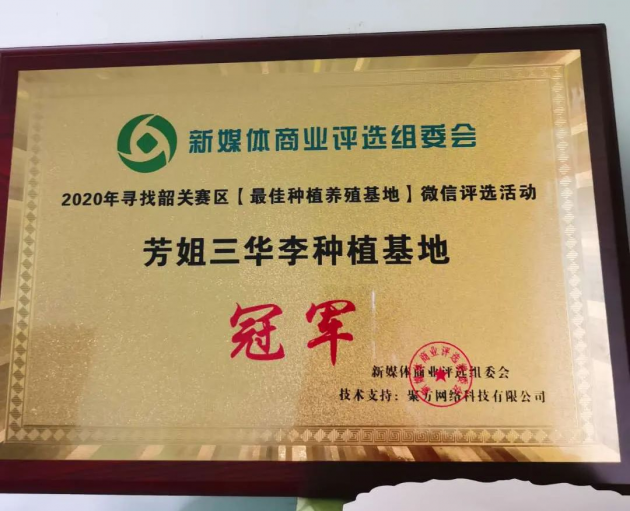 新媒体商业评选组委会
2020年寻找韶关赛区【最佳种植养殖基地】微信评选活动
芳姐三华李种植基地
冠军
新媒体商业评选组委会
技术支持：聚方网络科技有限公司